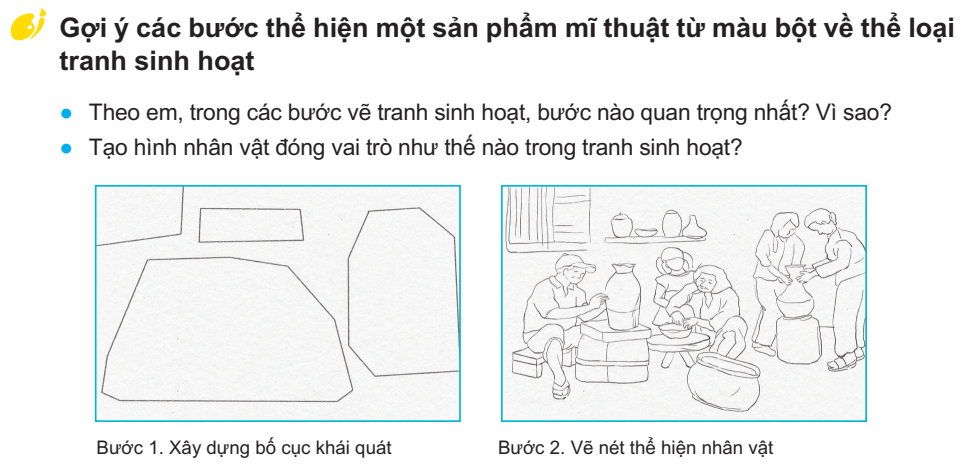 Gợi ý các bước thể hiện một sản phẩm mĩ thuật từ màu bột về thể loại
tranh sinh hoạt
Theo em, trong các bước vẽ tranh sinh hoạt, bước nào quan trọng nhất? Vì sao?
Tạo hình nhân vật đóng vai trò như thế nào trong tranh sinh hoạt?
Bước 1. Xây dựng bố cục khái quát
Bước 2. Vẽ nét thể hiện nhân vật